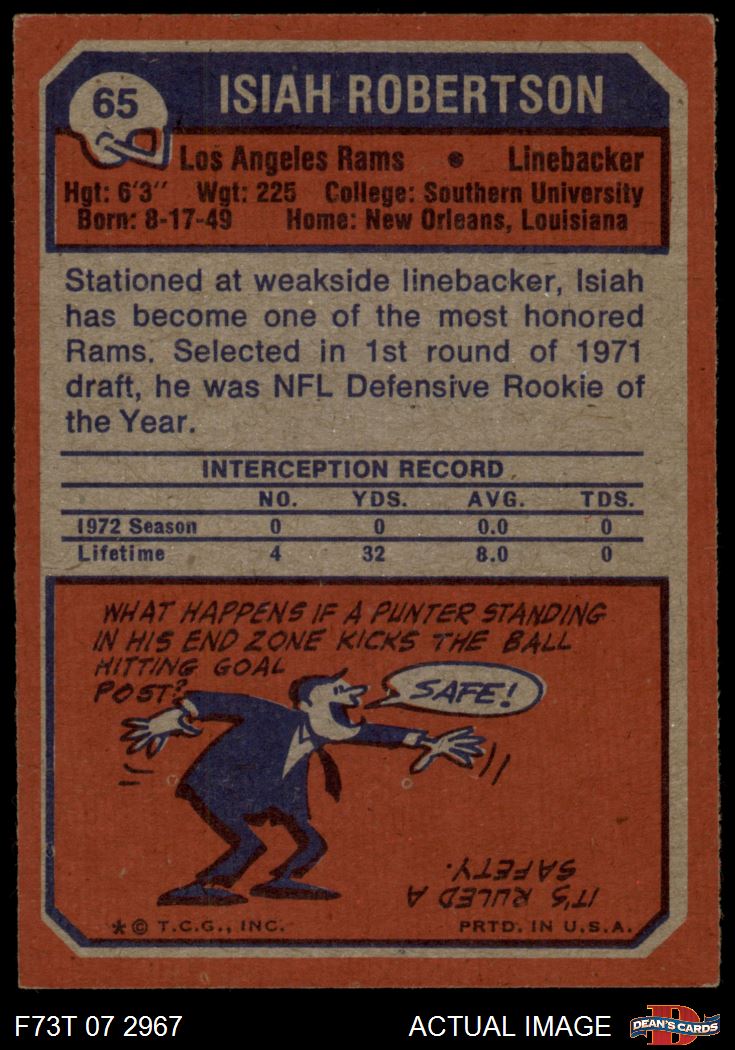 65
ISIAH ROBERTSON
Los Angeles Rams • Linebacker
Hgt: 6'3" Wgt: 225 College: Southern University
Born: 8-17-49 Home: New Orleans, Louisiana
Stationed at weakside linebacker, Isiah
has become one of the most honored
Rams. Selected in 1st round of 1971
draft, he was NFL Defensive Rookie of
the Year.
INTERCEPTION RECORD
NO. YDS. AVG. TDS.
1972 Season 0 0 0.0 0
Lifetime 4 32 8.0 0
WHAT HAPPENS IF A PUNTER STANDING
IN HIS END ZONE KICKS THE BALL
HITTING GOAL
POST?
SAFE!
IT'S RULED A
SAFETY.
* © T.C.G., INC. PRTD. IN U.S.A.
F73T 07 2967 ACTUAL IMAGE
D
DEAN'S CARDS